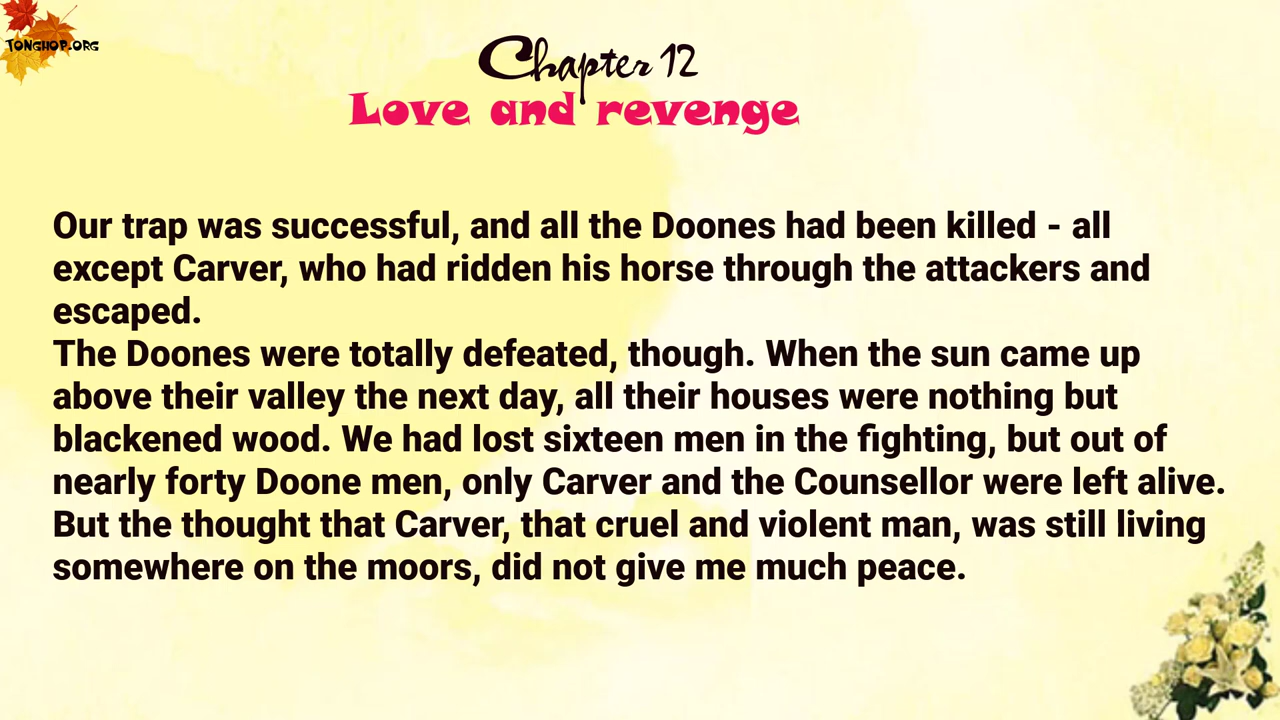 TONGHOP.ORG
Chapter 12
Love and revenge
Our trap was successful, and all the Doones had been killed - all
except Carver, who had ridden his horse through the attackers and
escaped.
The Doones were totally defeated, though. When the sun came up
above their valley the next day, all their houses were nothing but
blackened wood. We had lost sixteen men in the fighting, but out of
nearly forty Doone men, only Carver and the Counsellor were left alive.
But the thought that Carver, that cruel and violent man, was still living
somewhere on the moors, did not give me much peace.